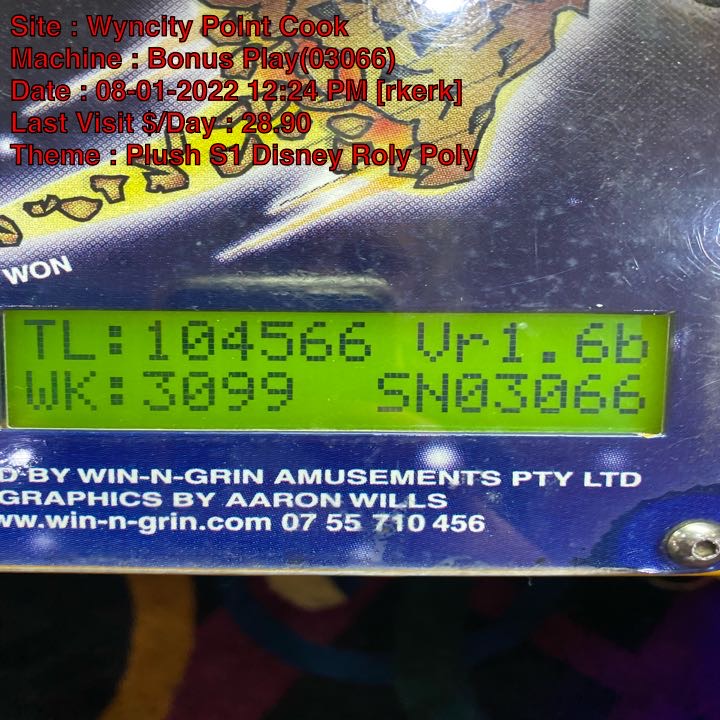 Site : Wyncity Point Cook
Machine : Bonus Play(03066)
Date : 08-01-2022 12:24 PM [rkerk]
Last Visit $/Day : 28.90
Theme : Plush S1 Disney Roly Poly
WON
TL:104566 Vr1.6b
WK:3099 SN03066
D BY WIN-N-GRIN AMUSEMENTS PTY LTD
GRAPHICS BY AARON WILLS
ww.win-n-grin.com 07 55 710 456